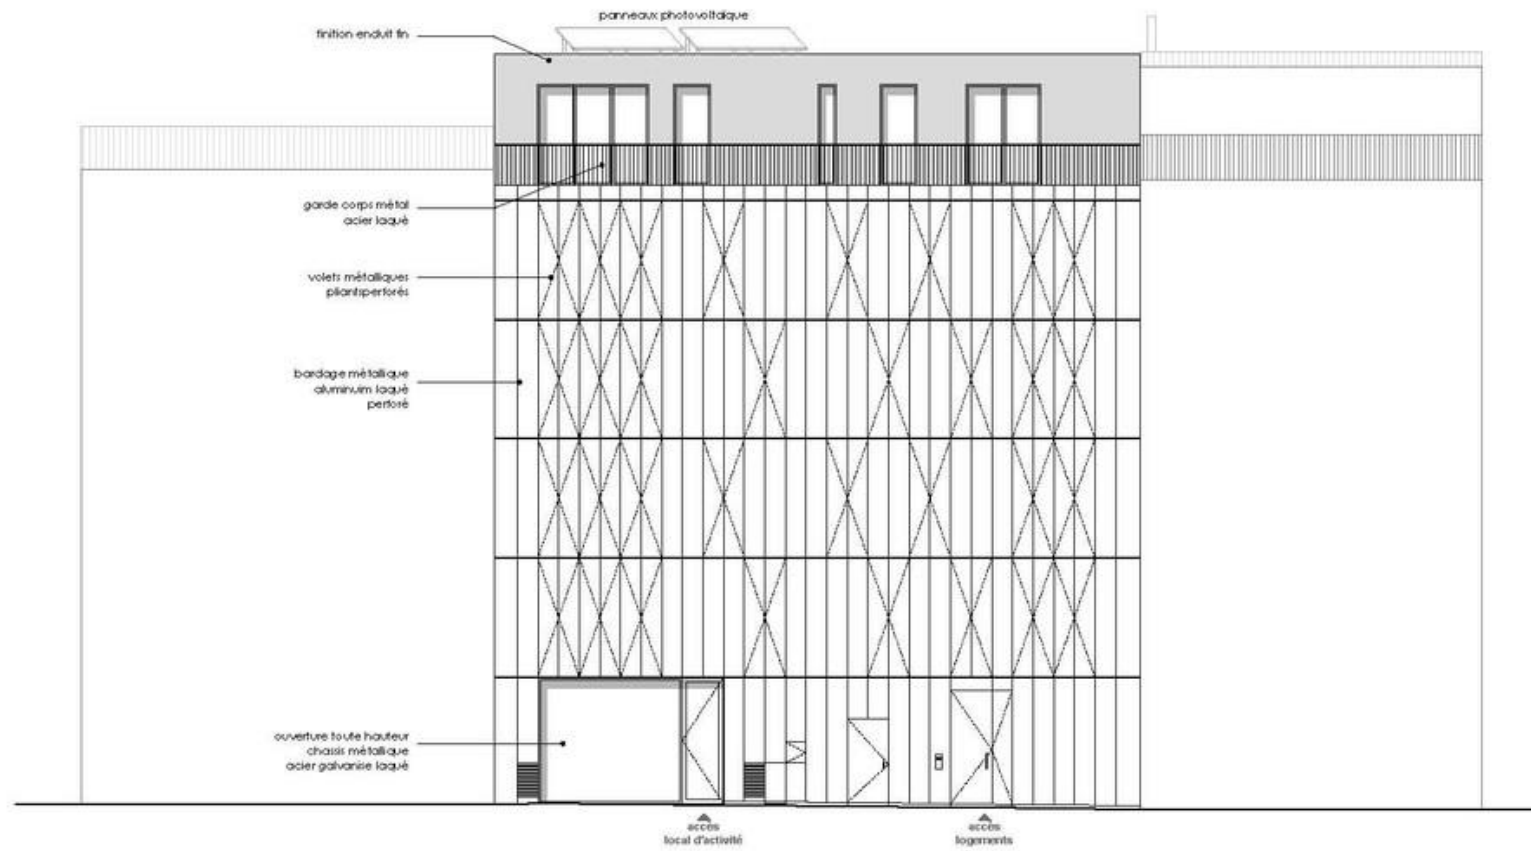 panneaux photovoltaïque
finition enduit fin
garde corps métal
acier laqué
volets métalliques
pliantsperforés
bardage métallique
aluminuim laqué
perforé
ouverture toute hauteur
chassis métallique
acier galvanise laqué
accès
local d'activité
accès
logements